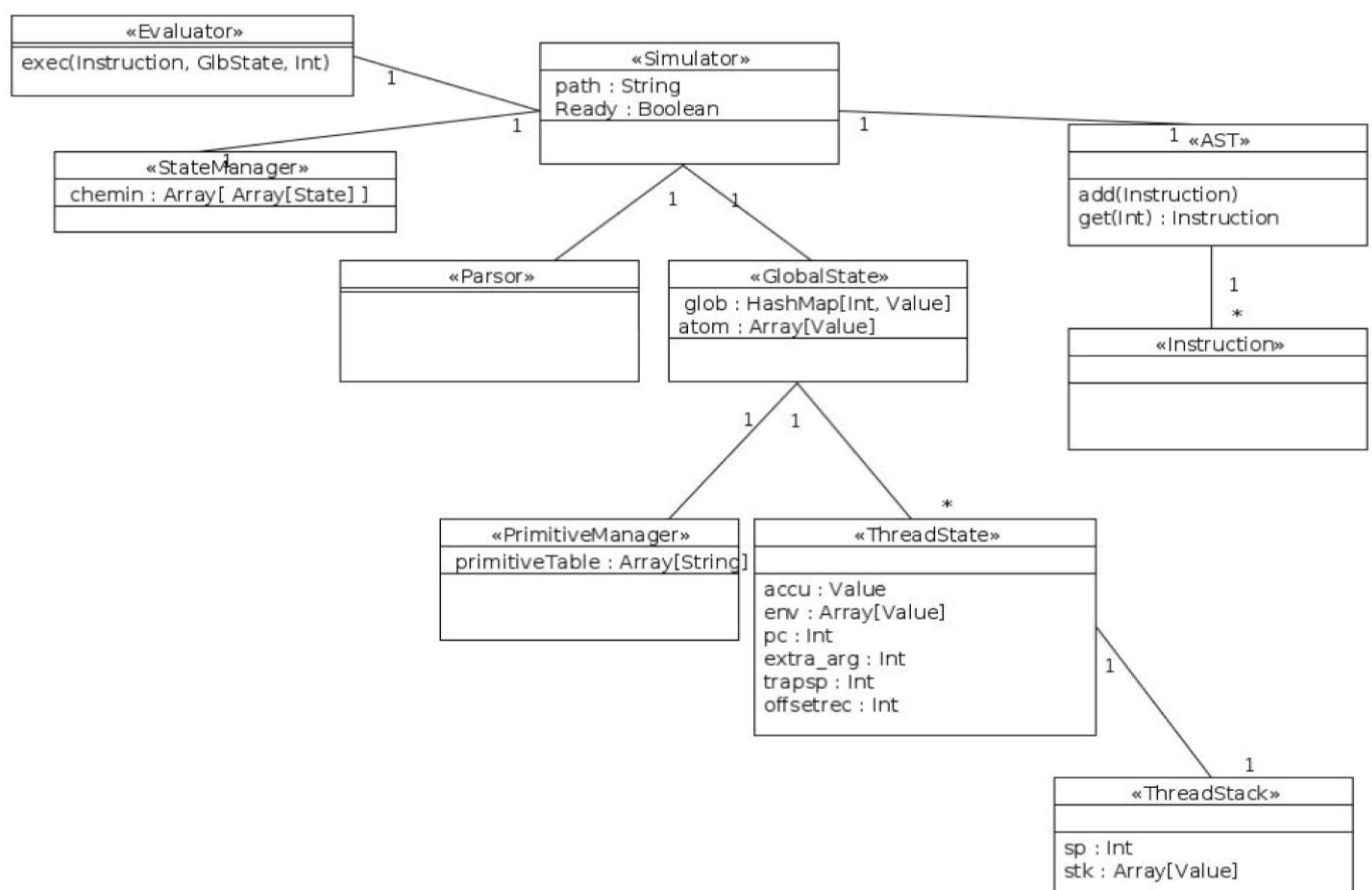 «Evaluator»
exec(Instruction, GlbState, Int)
1
«Simulator»
path : String
Ready : Boolean
1
1
«StateManager»
1
chemin : Array[ Array[State] ]
1
«AST»
add(Instruction)
get(Int) : Instruction
1
1
«Parsor»
«GlobalState»
glob : HashMap[Int, Value]
atom : Array[Value]
1
*
«Instruction»
1
1
*
«PrimitiveManager»
primitiveTable : Array[String]
«ThreadState»
accu : Value
env : Array[Value]
pc : Int
extra_arg : Int
trapsp : Int
offsetrec : Int
1
1
«ThreadStack»
sp : Int
stk : Array[Value]